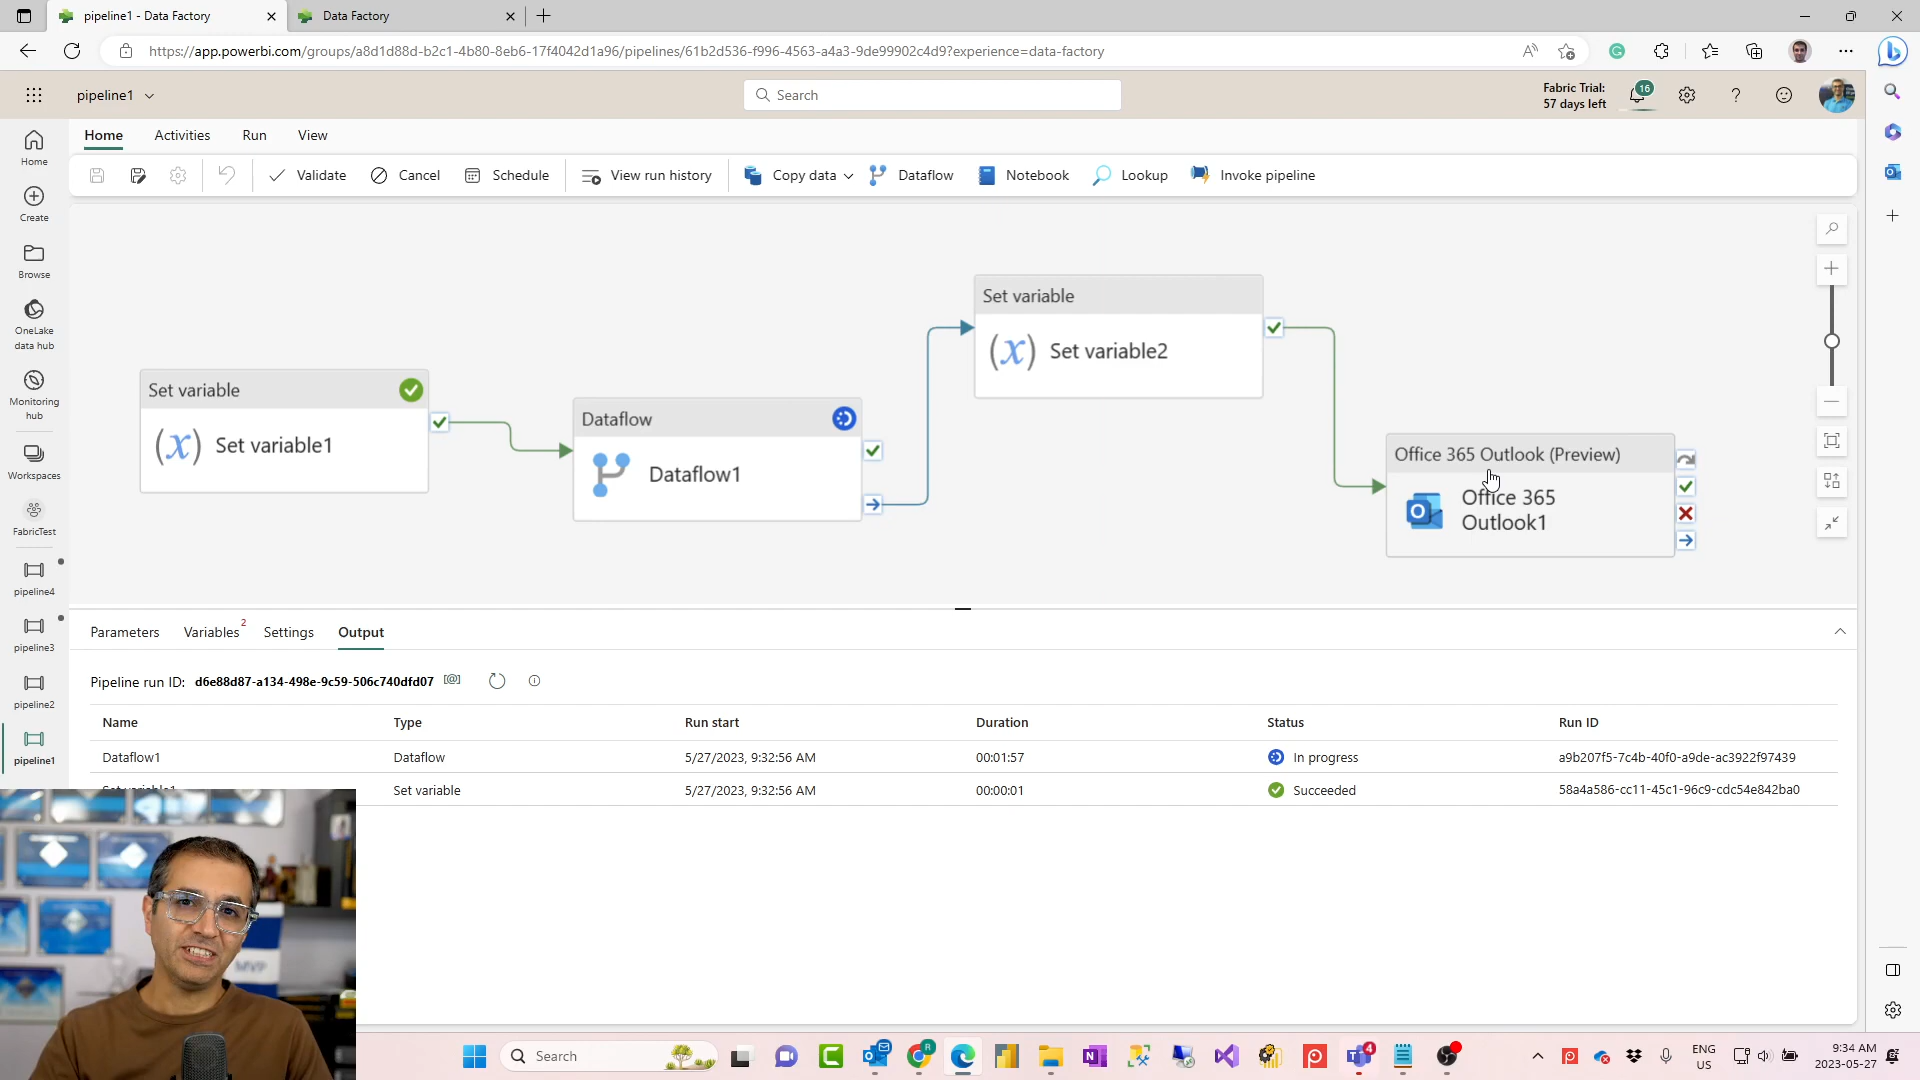 pipeline1 - Data Factory
Data Factory
https://app.powerbi.com/groups/a8d1d88d-b2c1-4b80-8eb6-17f4042d1a96/pipelines/61b2d536-f996-4563-a4a3-9de99902c4d9?experience=data-factory
pipeline1
Search
Fabric Trial:
57 days left
16
Home Activities Run View
Validate Cancel Schedule View run history Copy data Dataflow Notebook Lookup Invoke pipeline
Home
Create
Browse
OneLake
data hub
Monitoring
hub
Workspaces
FabricTest
pipeline4
pipeline3
pipeline2
pipeline1
Set variable
(x) Set variable1
Dataflow
Dataflow1
Set variable
(x) Set variable2
Office 365 Outlook (Preview)
Office 365
Outlook1
Parameters Variables 2 Settings Output
Pipeline run ID: d6e88d87-a134-498e-9c59-506c740dfd07
Name Type Run start Duration Status Run ID
Dataflow1 Dataflow 5/27/2023, 9:32:56 AM 00:01:57 In progress a9b207f5-7c4b-40f0-a9de-ac3922f97439
Set variable1 Set variable 5/27/2023, 9:32:56 AM 00:00:01 Succeeded 58a4a586-cc11-45c1-96c9-cdc54e842ba0
MVP
Search
4
ENG
US
9:34 AM
2023-05-27